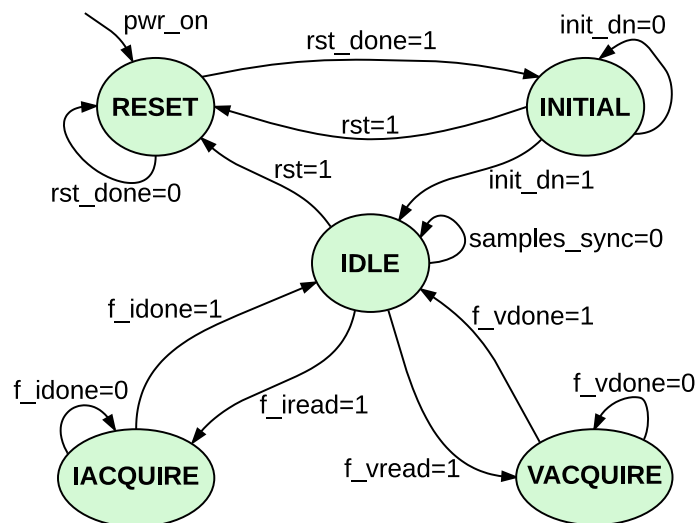 pwr_on
rst_done=1
init_dn=0
RESET
INITIAL
rst=1
rst_done=0
rst=1
init_dn=1
samples_sync=0
IDLE
f_idone=1
f_vdone=1
f_idone=0
f_iread=1
f_vdone=0
f_vread=1
IACQUIRE
VACQUIRE